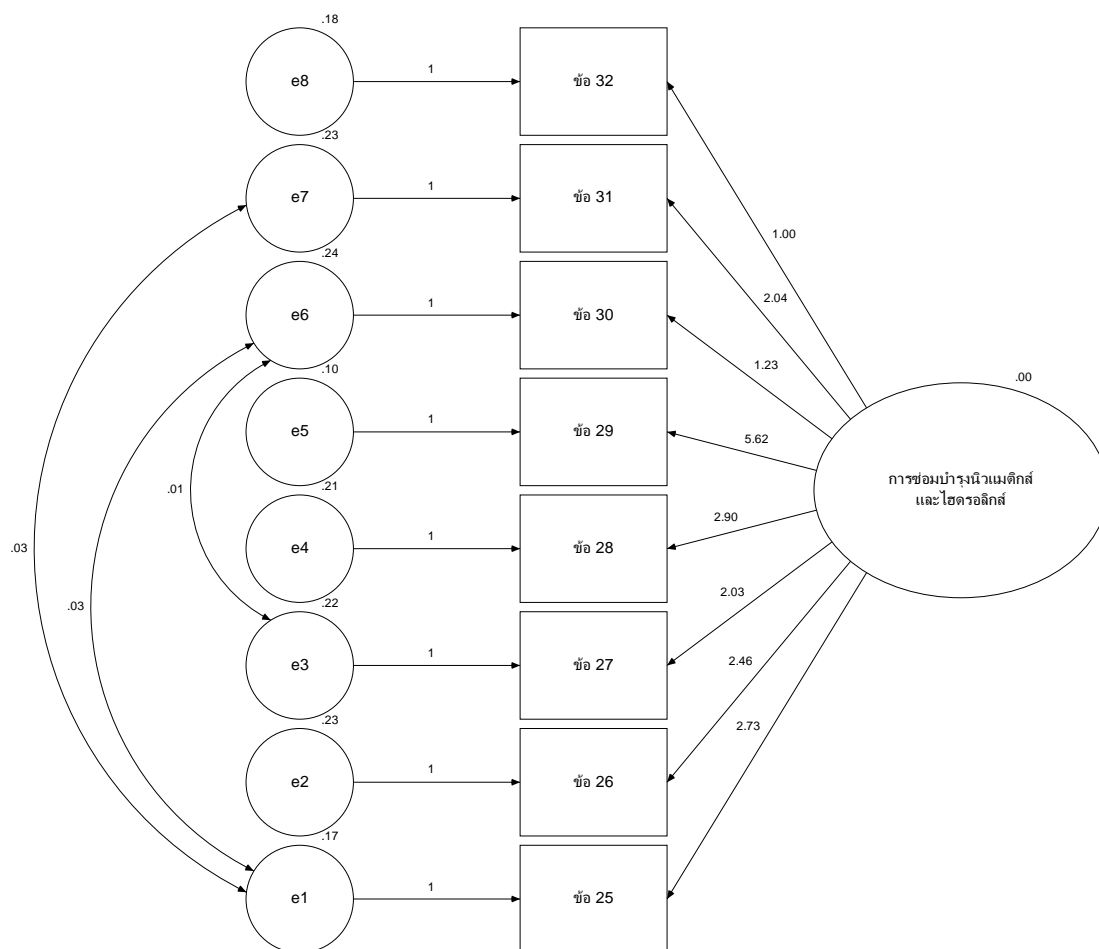 .18
e8
1
ข้อ 32
.23
e7
1
ข้อ 31
1.00
.24
2.04
e6
1
ข้อ 30
.10
1.23
.00
e5
1
ข้อ 29
5.62
.21
.01
การซ่อมบำรุงนิวแมติกส์
และไฮดรอลิกส์
2.90
.03
e4
1
ข้อ 28
.03
.22
2.03
e3
1
ข้อ 27
2.46
.23
2.73
e2
1
ข้อ 26
.17
e1
1
ข้อ 25